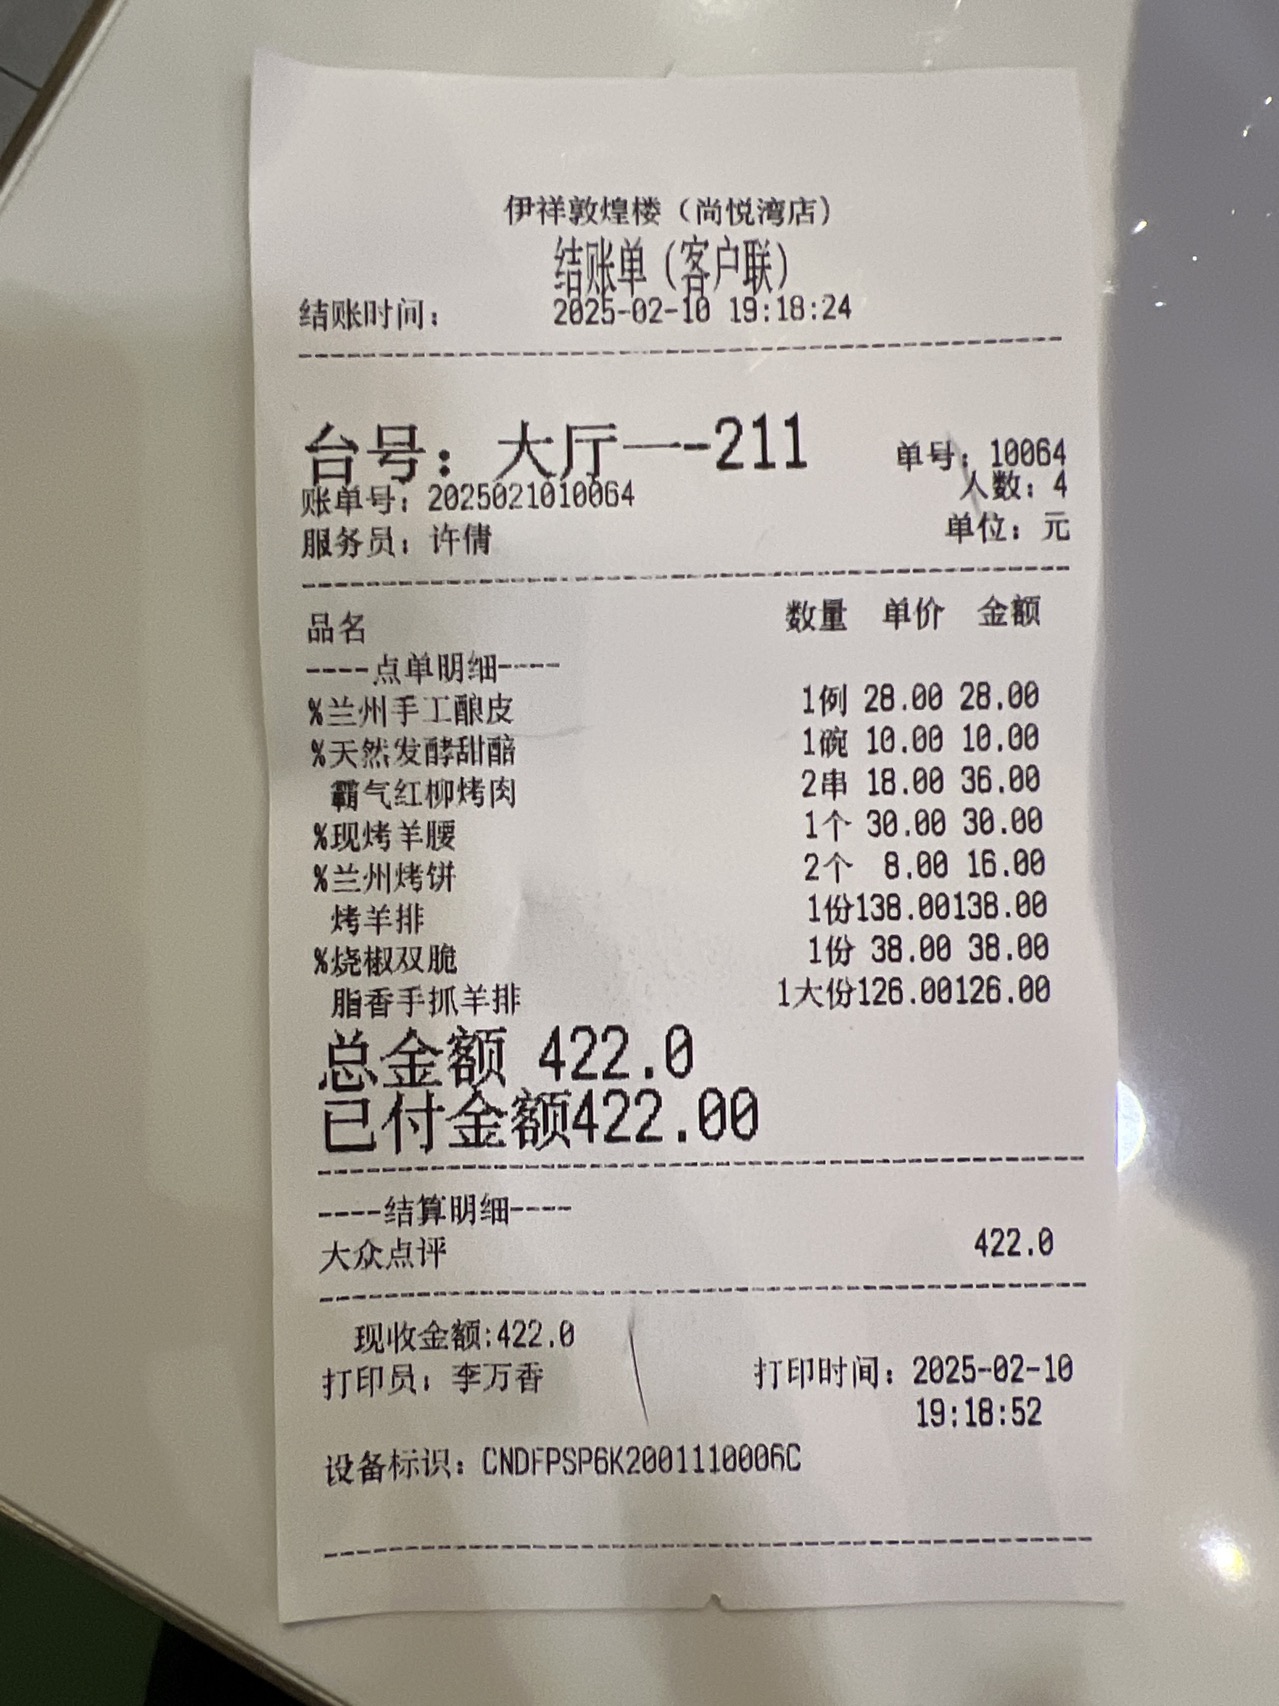 伊祥敦煌楼（尚悦湾店）
结账单（客户联）
结账时间： 2025-02-10 19:18:24
台号：大厅一-211 单号：10064
账单号：2025021010064 人数：4
服务员：许倩 单位：元
品名 数量 单价 金额
----点单明细----
%兰州手工酿皮 1例 28.00 28.00
%天然发酵甜醅 1碗 10.00 10.00
霸气红柳烤肉 2串 18.00 36.00
%现烤羊腰 1个 30.00 30.00
%兰州烤饼 2个 8.00 16.00
烤羊排 1份138.00138.00
%烧椒双脆 1份 38.00 38.00
脂香手抓羊排 1大份126.00126.00
总金额 422.0
已付金额422.00
----结算明细----
大众点评 422.0
现收金额:422.0
打印员：李万香 打印时间：2025-02-10
19:18:52
设备标识：CNDFPSP6K2001110006C